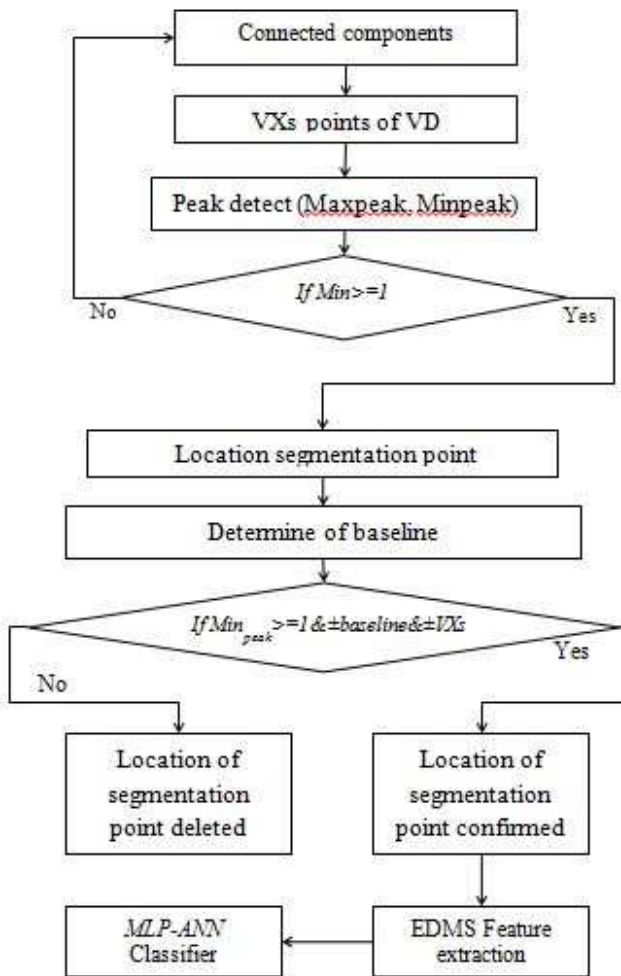 Connected components
VXs points of VD
Peak detect (Maxpeak, Minpeak)
If Min>=1
No
Yes
Location segmentation point
Determine of baseline
If Min_peak>=1&±baseline&±VXs
Yes
No
Location of
segmentation
point deleted
Location of
segmentation
point confirmed
MLP-ANN
Classifier
EDMS Feature
extraction